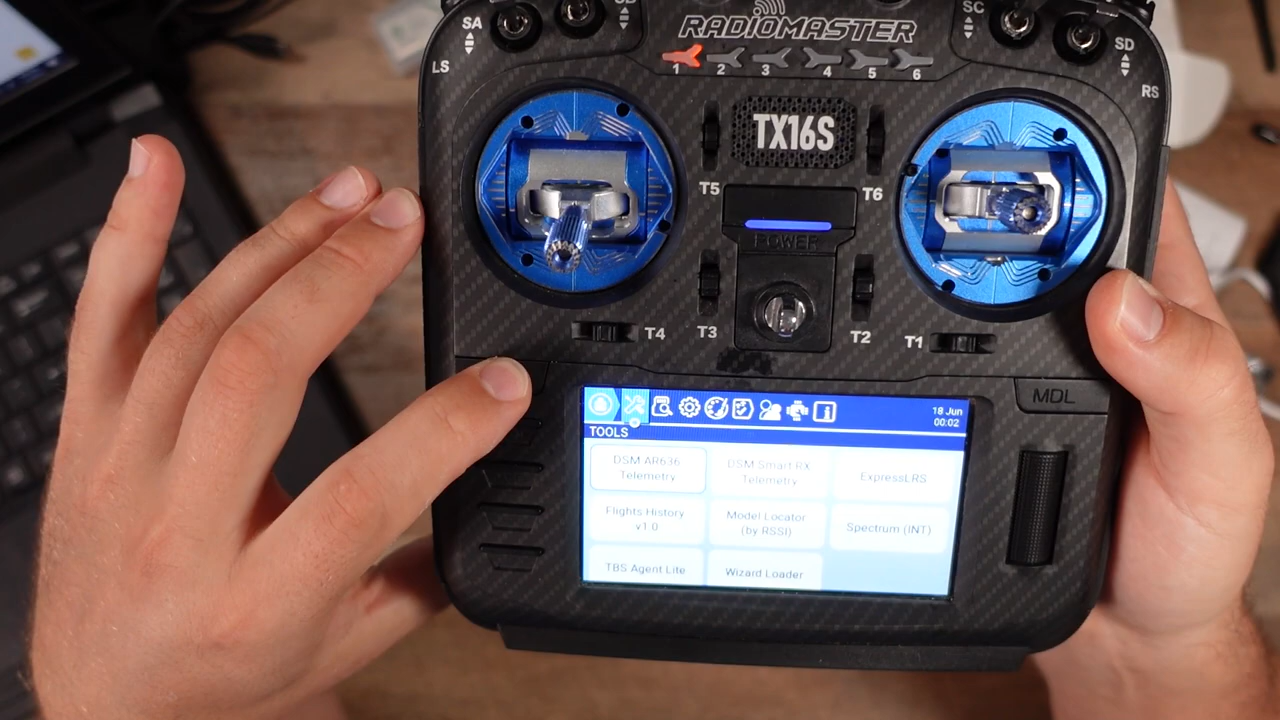 SA
SC
SD
LS
RS
RADIOMASTER
1 2 3 4 5 6
TX16S
T5
T6
POWER
T4
T3
T2
T1
MDL
18 Jun
00:02
TOOLS
DSM AR636
Telemetry
DSM Smart RX
Telemetry
ExpressLRS
Flights History
v1.0
Model Locator
(by RSSI)
Spectrum (INT)
TBS Agent Lite
Wizard Loader